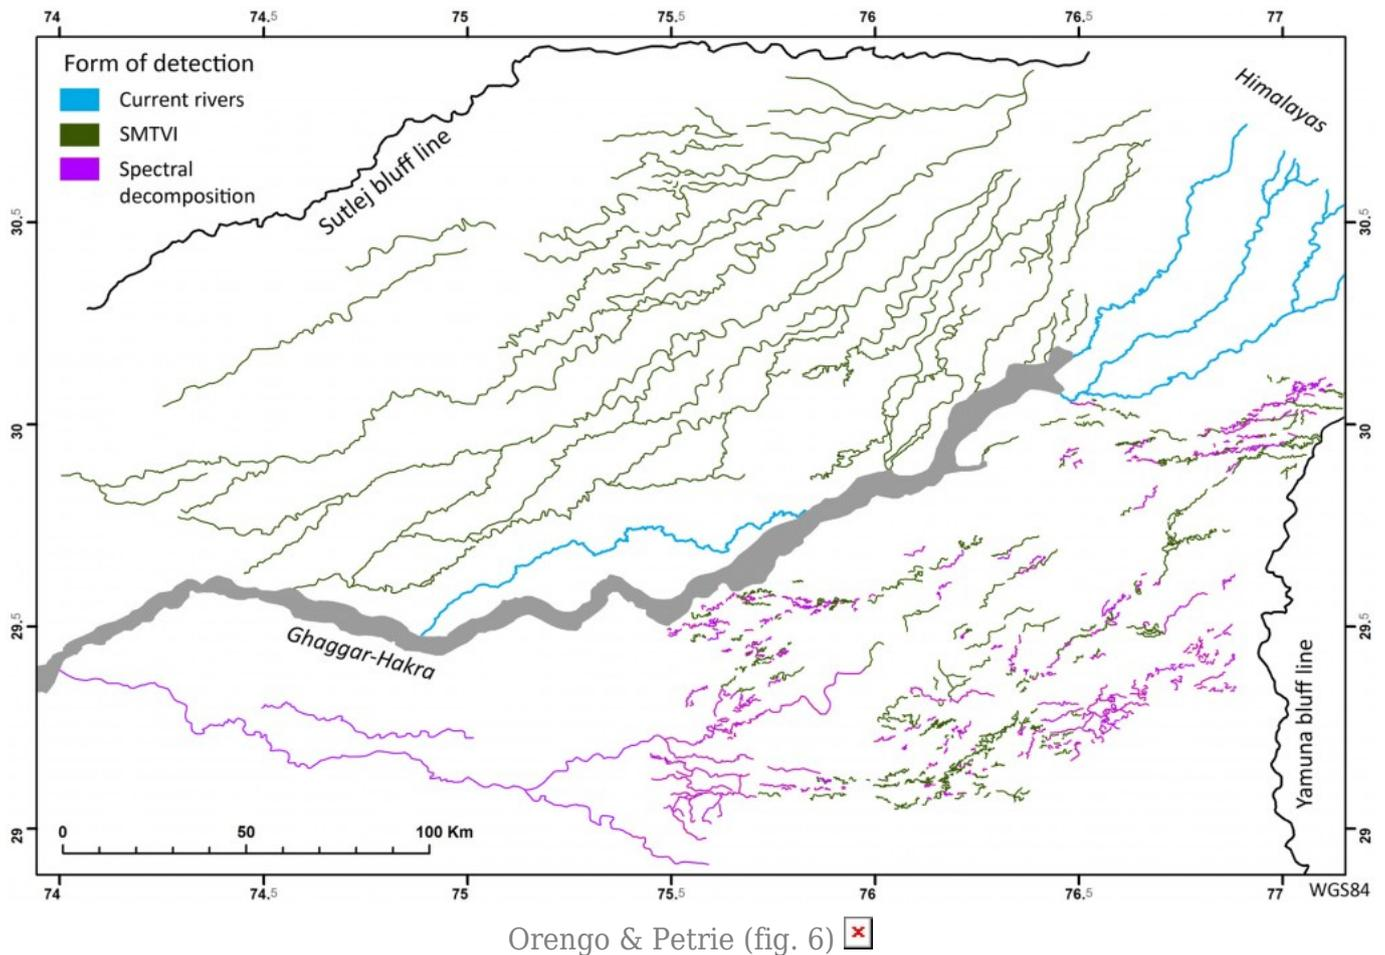 74 74.5 75 75.5 76 76.5 77
Form of detection
Current rivers
SMTVI
Spectral
decomposition
Himalayas
Sutlej bluff line
30.5 30.5
30 30
29.5 29.5
Ghaggar-Hakra
Yamuna bluff line
0 50 100 Km
29 29
74 74.5 75 75.5 76 76.5 77
WGS84
Orengo & Petrie (fig. 6)